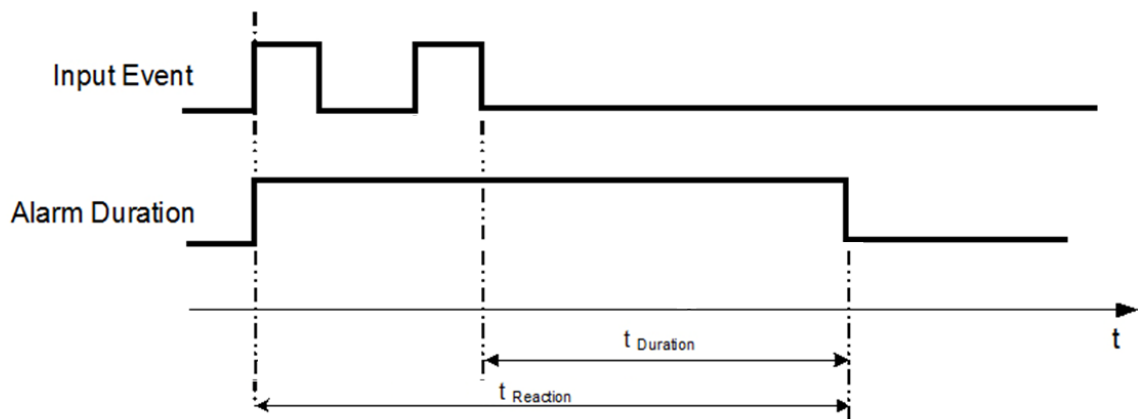 Input Event
Alarm Duration
t
t Duration
t Reaction